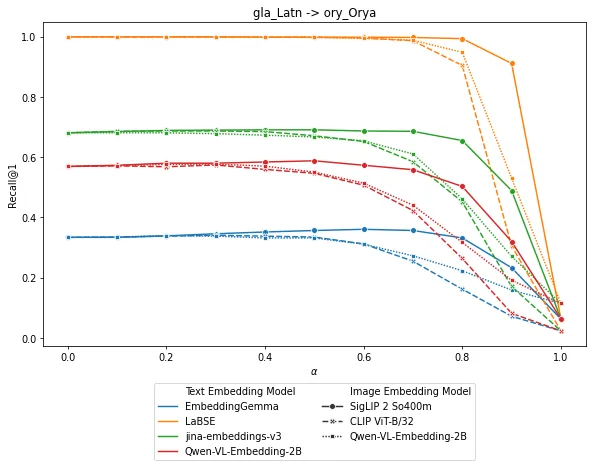 gla_Latn -> ory_Orya
Recall@1
1.0
0.8
0.6
0.4
0.2
0.0
0.0 0.2 0.4 0.6 0.8 1.0
α
Text Embedding Model
EmbeddingGemma
LaBSE
jina-embeddings-v3
Qwen-VL-Embedding-2B
Image Embedding Model
SigLIP 2 So400m
CLIP ViT-B/32
Qwen-VL-Embedding-2B